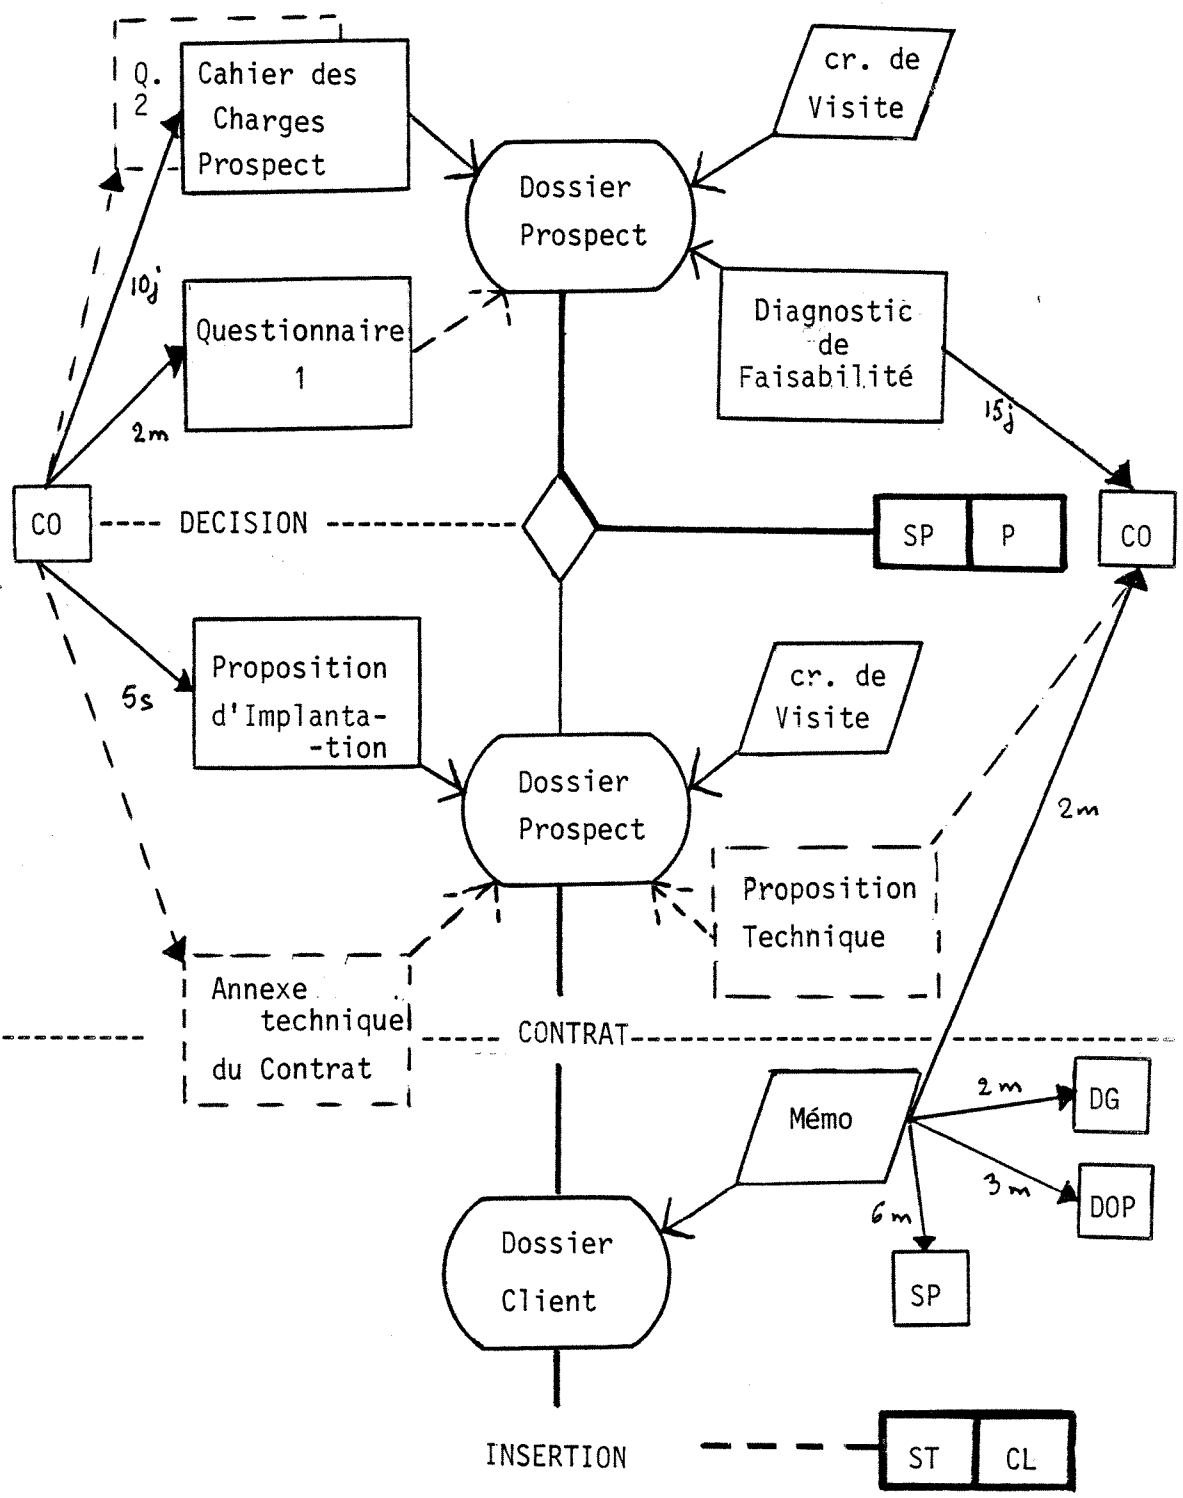 Q.
2
Cahier des
Charges
Prospect
cr. de
Visite
Dossier
Prospect
10j
Questionnaire
1
Diagnostic
de
Faisabilité
2m
15j
CO
DECISION
SP
P
CO
Proposition
d'Implanta-
-tion
5s
cr. de
Visite
Dossier
Prospect
2m
Proposition
Technique
Annexe
technique
du Contrat
CONTRAT
Mémo
2m
DG
3m
DOP
6m
SP
Dossier
Client
INSERTION
ST
CL